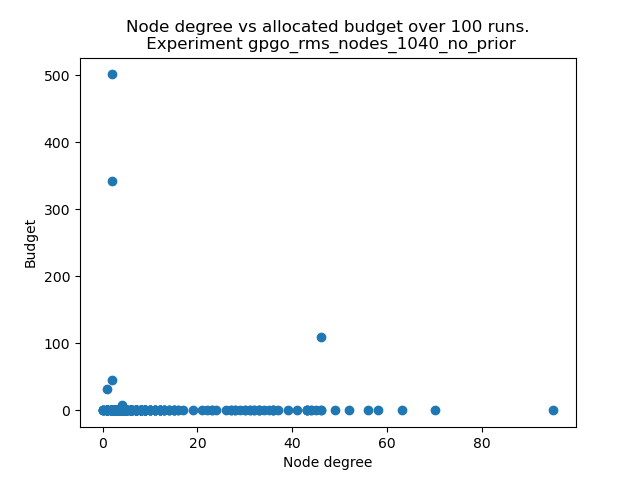 Node degree vs allocated budget over 100 runs.
Experiment gpgo_rms_nodes_1040_no_prior
500
400
300
200
100
0
Budget
0 20 40 60 80
Node degree